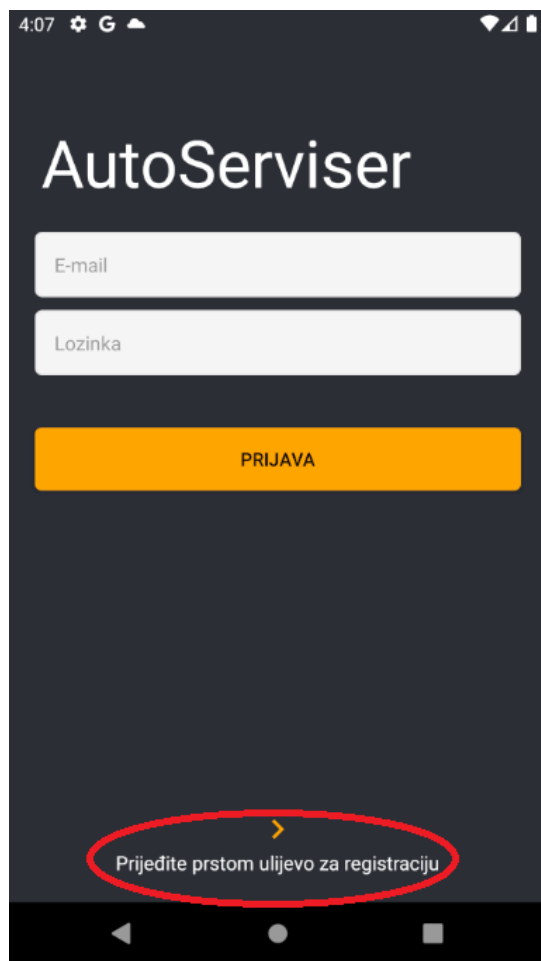 4:07 G
AutoServiser
E-mail
Lozinka
PRIJAVA
Prijeđite prstom ulijevo za registraciju